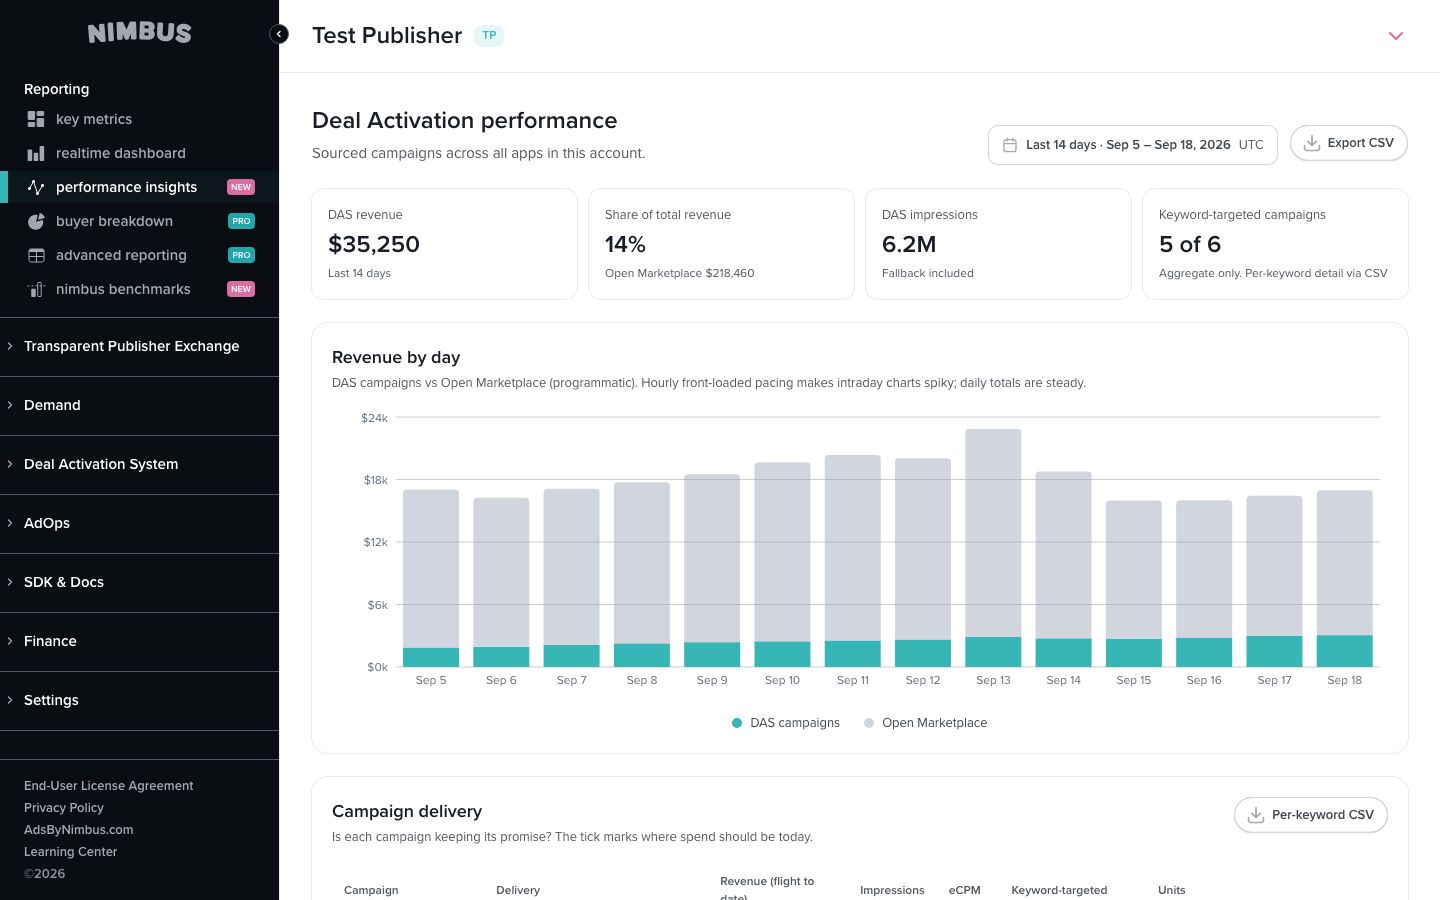 NIMBUS
Reporting
key metrics
realtime dashboard
performance insights NEW
buyer breakdown PRO
advanced reporting PRO
nimbus benchmarks NEW
Transparent Publisher Exchange
Demand
Deal Activation System
AdOps
SDK & Docs
Finance
Settings
End-User License Agreement
Privacy Policy
AdsByNimbus.com
Learning Center
©2026
Test Publisher TP
Deal Activation performance
Sourced campaigns across all apps in this account.
Last 14 days · Sep 5 – Sep 18, 2026 UTC
Export CSV
DAS revenue
$35,250
Last 14 days
Share of total revenue
14%
Open Marketplace $218,460
DAS impressions
6.2M
Fallback included
Keyword-targeted campaigns
5 of 6
Aggregate only. Per-keyword detail via CSV
Revenue by day
DAS campaigns vs Open Marketplace (programmatic). Hourly front-loaded pacing makes intraday charts spiky; daily totals are steady.
$24k
$18k
$12k
$6k
$0k
Sep 5 Sep 6 Sep 7 Sep 8 Sep 9 Sep 10 Sep 11 Sep 12 Sep 13 Sep 14 Sep 15 Sep 16 Sep 17 Sep 18
DAS campaigns Open Marketplace
Campaign delivery
Is each campaign keeping its promise? The tick marks where spend should be today.
Per-keyword CSV
Campaign Delivery Revenue (flight to date) Impressions eCPM Keyword-targeted Units